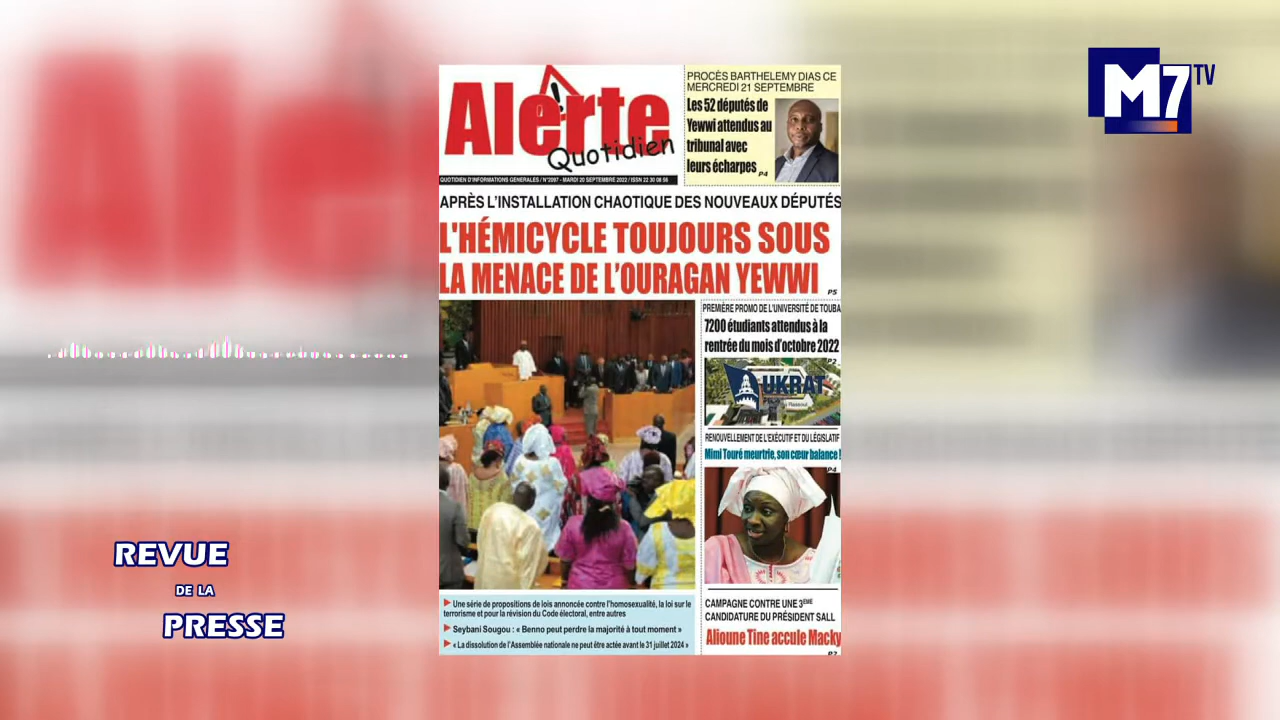 M7 TV
Alerte
Quotidien
QUOTIDIEN D'INFORMATIONS GENERALES / N°2097 - MARDI 20 SEPTEMBRE 2022 / ISSN 22 30 08 56
PROCÈS BARTHELEMY DIAS CE
MERCREDI 21 SEPTEMBRE
Les 52 députés de
Yewwi attendus au
tribunal avec
leurs écharpes P4
APRÈS L'INSTALLATION CHAOTIQUE DES NOUVEAUX DÉPUTÉS
L'HÉMICYCLE TOUJOURS SOUS
LA MENACE DE L'OURAGAN YEWWI P5
PREMIÈRE PROMO DE L'UNIVERSITÉ DE TOUBA
7200 étudiants attendus à la
rentrée du mois d'octobre 2022
P2
UKRAT
RENOUVELLEMENT DE L'EXÉCUTIF ET DU LÉGISLATIF
Mimi Touré meurtrie, son cœur balance !
P4
CAMPAGNE CONTRE UNE 3ÈME
CANDIDATURE DU PRÉSIDENT SALL
Alioune Tine accule Macky
Une série de propositions de lois annoncée contre l'homosexualité, la loi sur le
terrorisme et pour la révision du Code électoral, entre autres
Seybani Sougou : « Benno peut perdre la majorité à tout moment »
« La dissolution de l'Assemblée nationale ne peut être actée avant le 31 juillet 2024 »
REVUE
DE LA
PRESSE